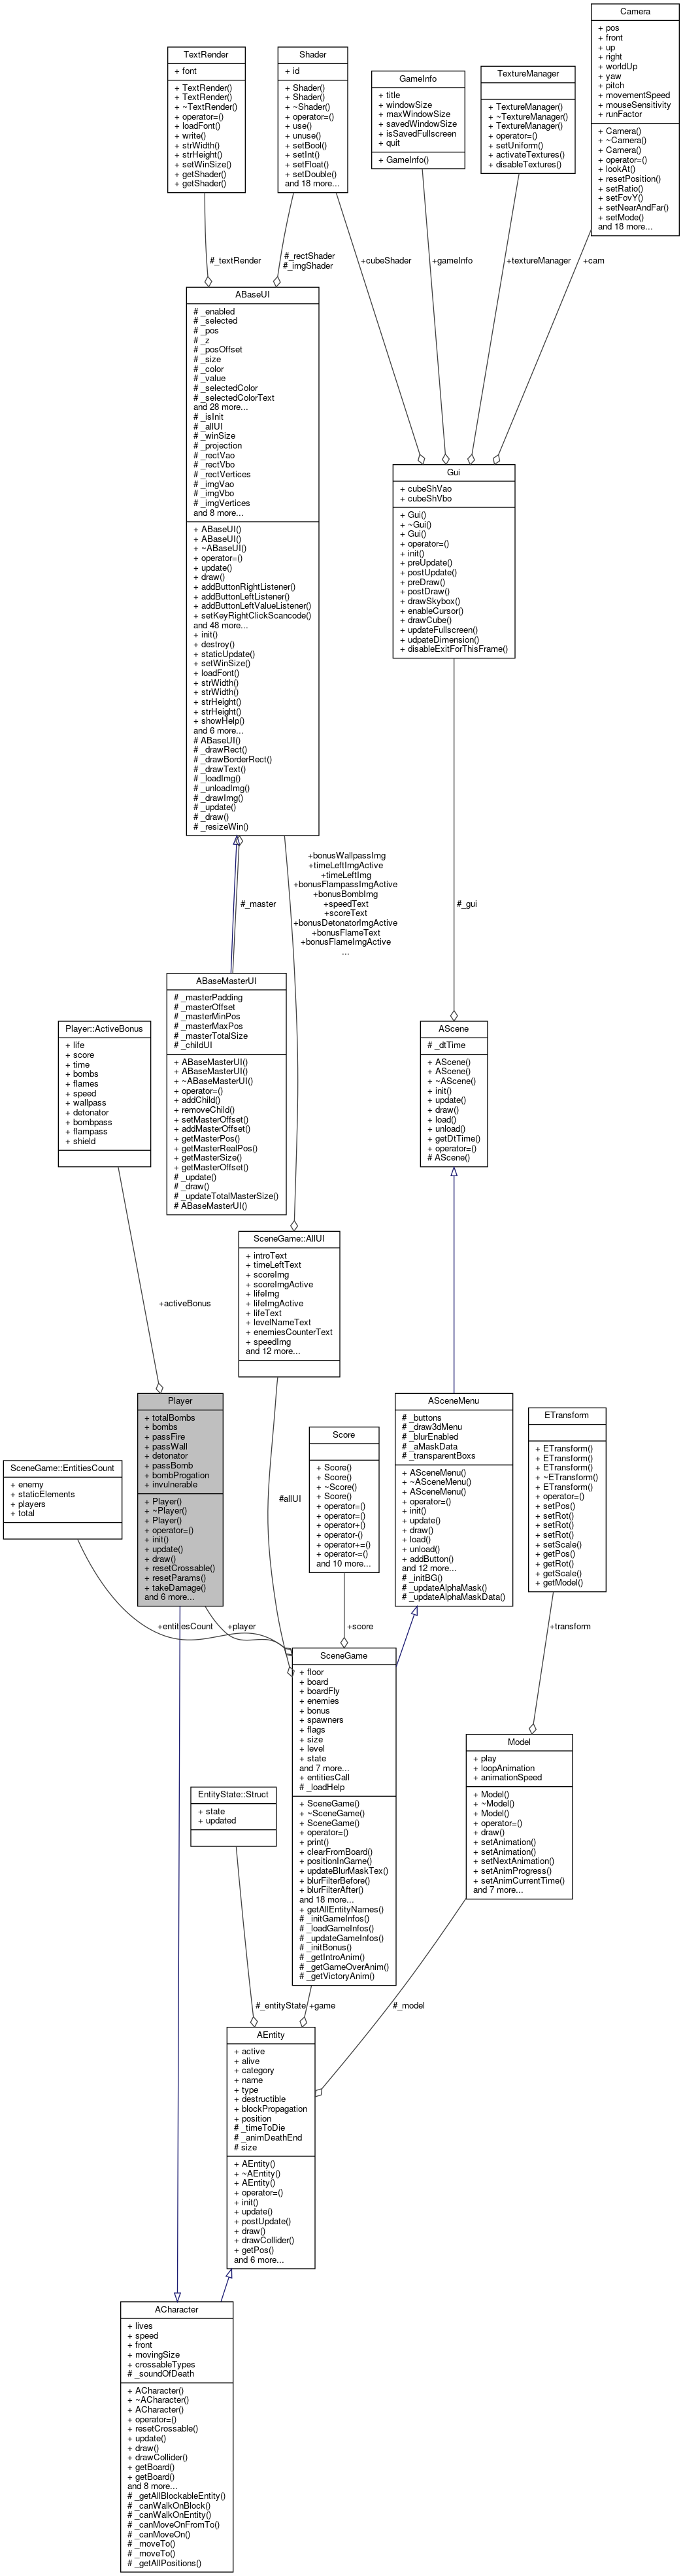 Camera
+ pos
+ front
+ up
+ right
+ worldUp
+ yaw
+ pitch
+ movementSpeed
+ mouseSensitivity
+ runFactor
+ Camera()
+ ~Camera()
+ Camera()
+ operator=()
+ lookAt()
+ resetPosition()
+ setRatio()
+ setFovY()
+ setNearAndFar()
+ setMode()
and 18 more...
TextRender
+ font
+ TextRender()
+ TextRender()
+ ~TextRender()
+ operator=()
+ loadFont()
+ write()
+ strWidth()
+ strHeight()
+ setWinSize()
+ getShader()
+ getShader()
Shader
+ id
+ Shader()
+ Shader()
+ ~Shader()
+ operator=()
+ use()
+ unuse()
+ setBool()
+ setInt()
+ setFloat()
+ setDouble()
and 18 more...
GameInfo
+ title
+ windowSize
+ maxWindowSize
+ savedWindowSize
+ isSavedFullscreen
+ quit
+ GameInfo()
TextureManager
+ TextureManager()
+ ~TextureManager()
+ TextureManager()
+ operator=()
+ setUniform()
+ activateTextures()
+ disableTextures()
#_textRender
#_rectShader
#_imgShader
+cubeShader
+gameInfo
+textureManager
+cam
ABaseUI
# _enabled
# _selected
# _pos
# _z
# _posOffset
# _size
# _color
# _value
# _selectedColor
# _selectedColorText
and 28 more...
# _isInit
# _allUI
# _winSize
# _projection
# _rectVao
# _rectVbo
# _rectVertices
# _imgVao
# _imgVbo
# _imgVertices
and 8 more...
+ ABaseUI()
+ ABaseUI()
+ ~ABaseUI()
+ operator=()
+ update()
+ draw()
+ addButtonRightListener()
+ addButtonLeftListener()
+ addButtonLeftValueListener()
+ setKeyRightClickScancode()
and 48 more...
+ init()
+ destroy()
+ staticUpdate()
+ setWinSize()
+ loadFont()
+ strWidth()
+ strWidth()
+ strHeight()
+ strHeight()
+ showHelp()
and 6 more...
# ABaseUI()
# _drawRect()
# _drawBorderRect()
# _drawText()
# _loadImg()
# _unloadImg()
# _drawImg()
# _update()
# _draw()
# _resizeWin()
Gui
+ cubeShVao
+ cubeShVbo
+ Gui()
+ ~Gui()
+ Gui()
+ operator=()
+ init()
+ preUpdate()
+ postUpdate()
+ preDraw()
+ postDraw()
+ drawSkybox()
+ enableCursor()
+ drawCube()
+ updateFullscreen()
+ udpateDimension()
+ disableExitForThisFrame()
#_master
+bonusWallpassImg
+timeLeftImgActive
+timeLeftImg
+bonusFlampassImgActive
+bonusBombImg
+speedText
+scoreText
+bonusDetonatorImgActive
+bonusFlameText
+bonusFlameImgActive
...
#_gui
ABaseMasterUI
# _masterPadding
# _masterOffset
# _masterMinPos
# _masterMaxPos
# _masterTotalSize
# _childUI
+ ABaseMasterUI()
+ ABaseMasterUI()
+ ~ABaseMasterUI()
+ operator=()
+ addChild()
+ removeChild()
+ setMasterOffset()
+ addMasterOffset()
+ getMasterPos()
+ getMasterRealPos()
+ getMasterSize()
+ getMasterOffset()
# _update()
# _draw()
# _updateTotalMasterSize()
# ABaseMasterUI()
Player::ActiveBonus
+ life
+ score
+ time
+ bombs
+ flames
+ speed
+ wallpass
+ detonator
+ bombpass
+ flampass
+ shield
AScene
# _dtTime
+ AScene()
+ AScene()
+ ~AScene()
+ init()
+ update()
+ draw()
+ load()
+ unload()
+ getDtTime()
+ operator=()
# AScene()
SceneGame::AllUI
+ introText
+ timeLeftText
+ scoreImg
+ scoreImgActive
+ lifeImg
+ lifeImgActive
+ lifeText
+ levelNameText
+ enemiesCounterText
+ speedImg
and 12 more...
+activeBonus
Player
+ totalBombs
+ bombs
+ passFire
+ passWall
+ detonator
+ passBomb
+ bombProgation
+ invulnerable
+ Player()
+ ~Player()
+ Player()
+ operator=()
+ init()
+ update()
+ draw()
+ resetCrossable()
+ resetParams()
+ takeDamage()
and 6 more...
ASceneMenu
# _buttons
# _draw3dMenu
# _blurEnabled
# _aMaskData
# _transparentBoxs
+ ASceneMenu()
+ ~ASceneMenu()
+ ASceneMenu()
+ operator=()
+ init()
+ update()
+ draw()
+ load()
+ unload()
+ addButton()
and 12 more...
# _initBG()
# _updateAlphaMask()
# _updateAlphaMaskData()
ETransform
+ ETransform()
+ ETransform()
+ ETransform()
+ ~ETransform()
+ ETransform()
+ operator=()
+ setPos()
+ setRot()
+ setRot()
+ setRot()
+ setScale()
+ getPos()
+ getRot()
+ getScale()
+ getModel()
Score
+ Score()
+ Score()
+ ~Score()
+ Score()
+ operator=()
+ operator=()
+ operator+()
+ operator-()
+ operator+=()
+ operator-=()
and 10 more...
SceneGame::EntitiesCount
+ enemy
+ staticElements
+ players
+ total
#allUI
+entitiesCount
+player
+score
+transform
SceneGame
+ floor
+ board
+ boardFly
+ enemies
+ bonus
+ spawners
+ flags
+ size
+ level
+ state
and 7 more...
+ entitiesCall
# _loadHelp
+ SceneGame()
+ ~SceneGame()
+ SceneGame()
+ operator=()
+ print()
+ clearFromBoard()
+ positionInGame()
+ updateBlurMaskTex()
+ blurFilterBefore()
+ blurFilterAfter()
and 18 more...
+ getAllEntityNames()
# _initGameInfos()
# _loadGameInfos()
# _updateGameInfos()
# _initBonus()
# _getIntroAnim()
# _getGameOverAnim()
# _getVictoryAnim()
Model
+ play
+ loopAnimation
+ animationSpeed
+ Model()
+ ~Model()
+ Model()
+ operator=()
+ draw()
+ setAnimation()
+ setAnimation()
+ setNextAnimation()
+ setAnimProgress()
+ setAnimCurrentTime()
and 7 more...
EntityState::Struct
+ state
+ updated
#_entityState
+game
#_model
AEntity
+ active
+ alive
+ category
+ name
+ type
+ destructible
+ blockPropagation
+ position
# _timeToDie
# _animDeathEnd
# size
+ AEntity()
+ ~AEntity()
+ AEntity()
+ operator=()
+ init()
+ update()
+ postUpdate()
+ draw()
+ drawCollider()
+ getPos()
and 6 more...
ACharacter
+ lives
+ speed
+ front
+ movingSize
+ crossableTypes
# _soundOfDeath
+ ACharacter()
+ ~ACharacter()
+ ACharacter()
+ operator=()
+ resetCrossable()
+ update()
+ draw()
+ drawCollider()
+ getBoard()
+ getBoard()
and 8 more...
# _getAllBlockableEntity()
# _canWalkOnBlock()
# _canWalkOnEntity()
# _canMoveOnFromTo()
# _canMoveOn()
# _moveTo()
# _moveTo()
# _getAllPositions()